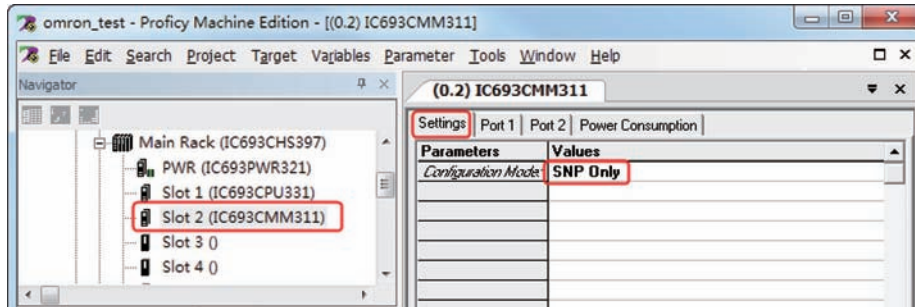 omron_test - Proficy Machine Edition - [(0.2) IC693CMM311]
File Edit Search Project Target Variables Parameter Tools Window Help
Navigator
Main Rack (IC693CHS397)
PWR (IC693PWR321)
Slot 1 (IC693CPU331)
Slot 2 (IC693CMM311)
Slot 3 ()
Slot 4 ()
(0.2) IC693CMM311
Settings Port 1 Port 2 Power Consumption
Parameters Values
Configuration Mode: SNP Only